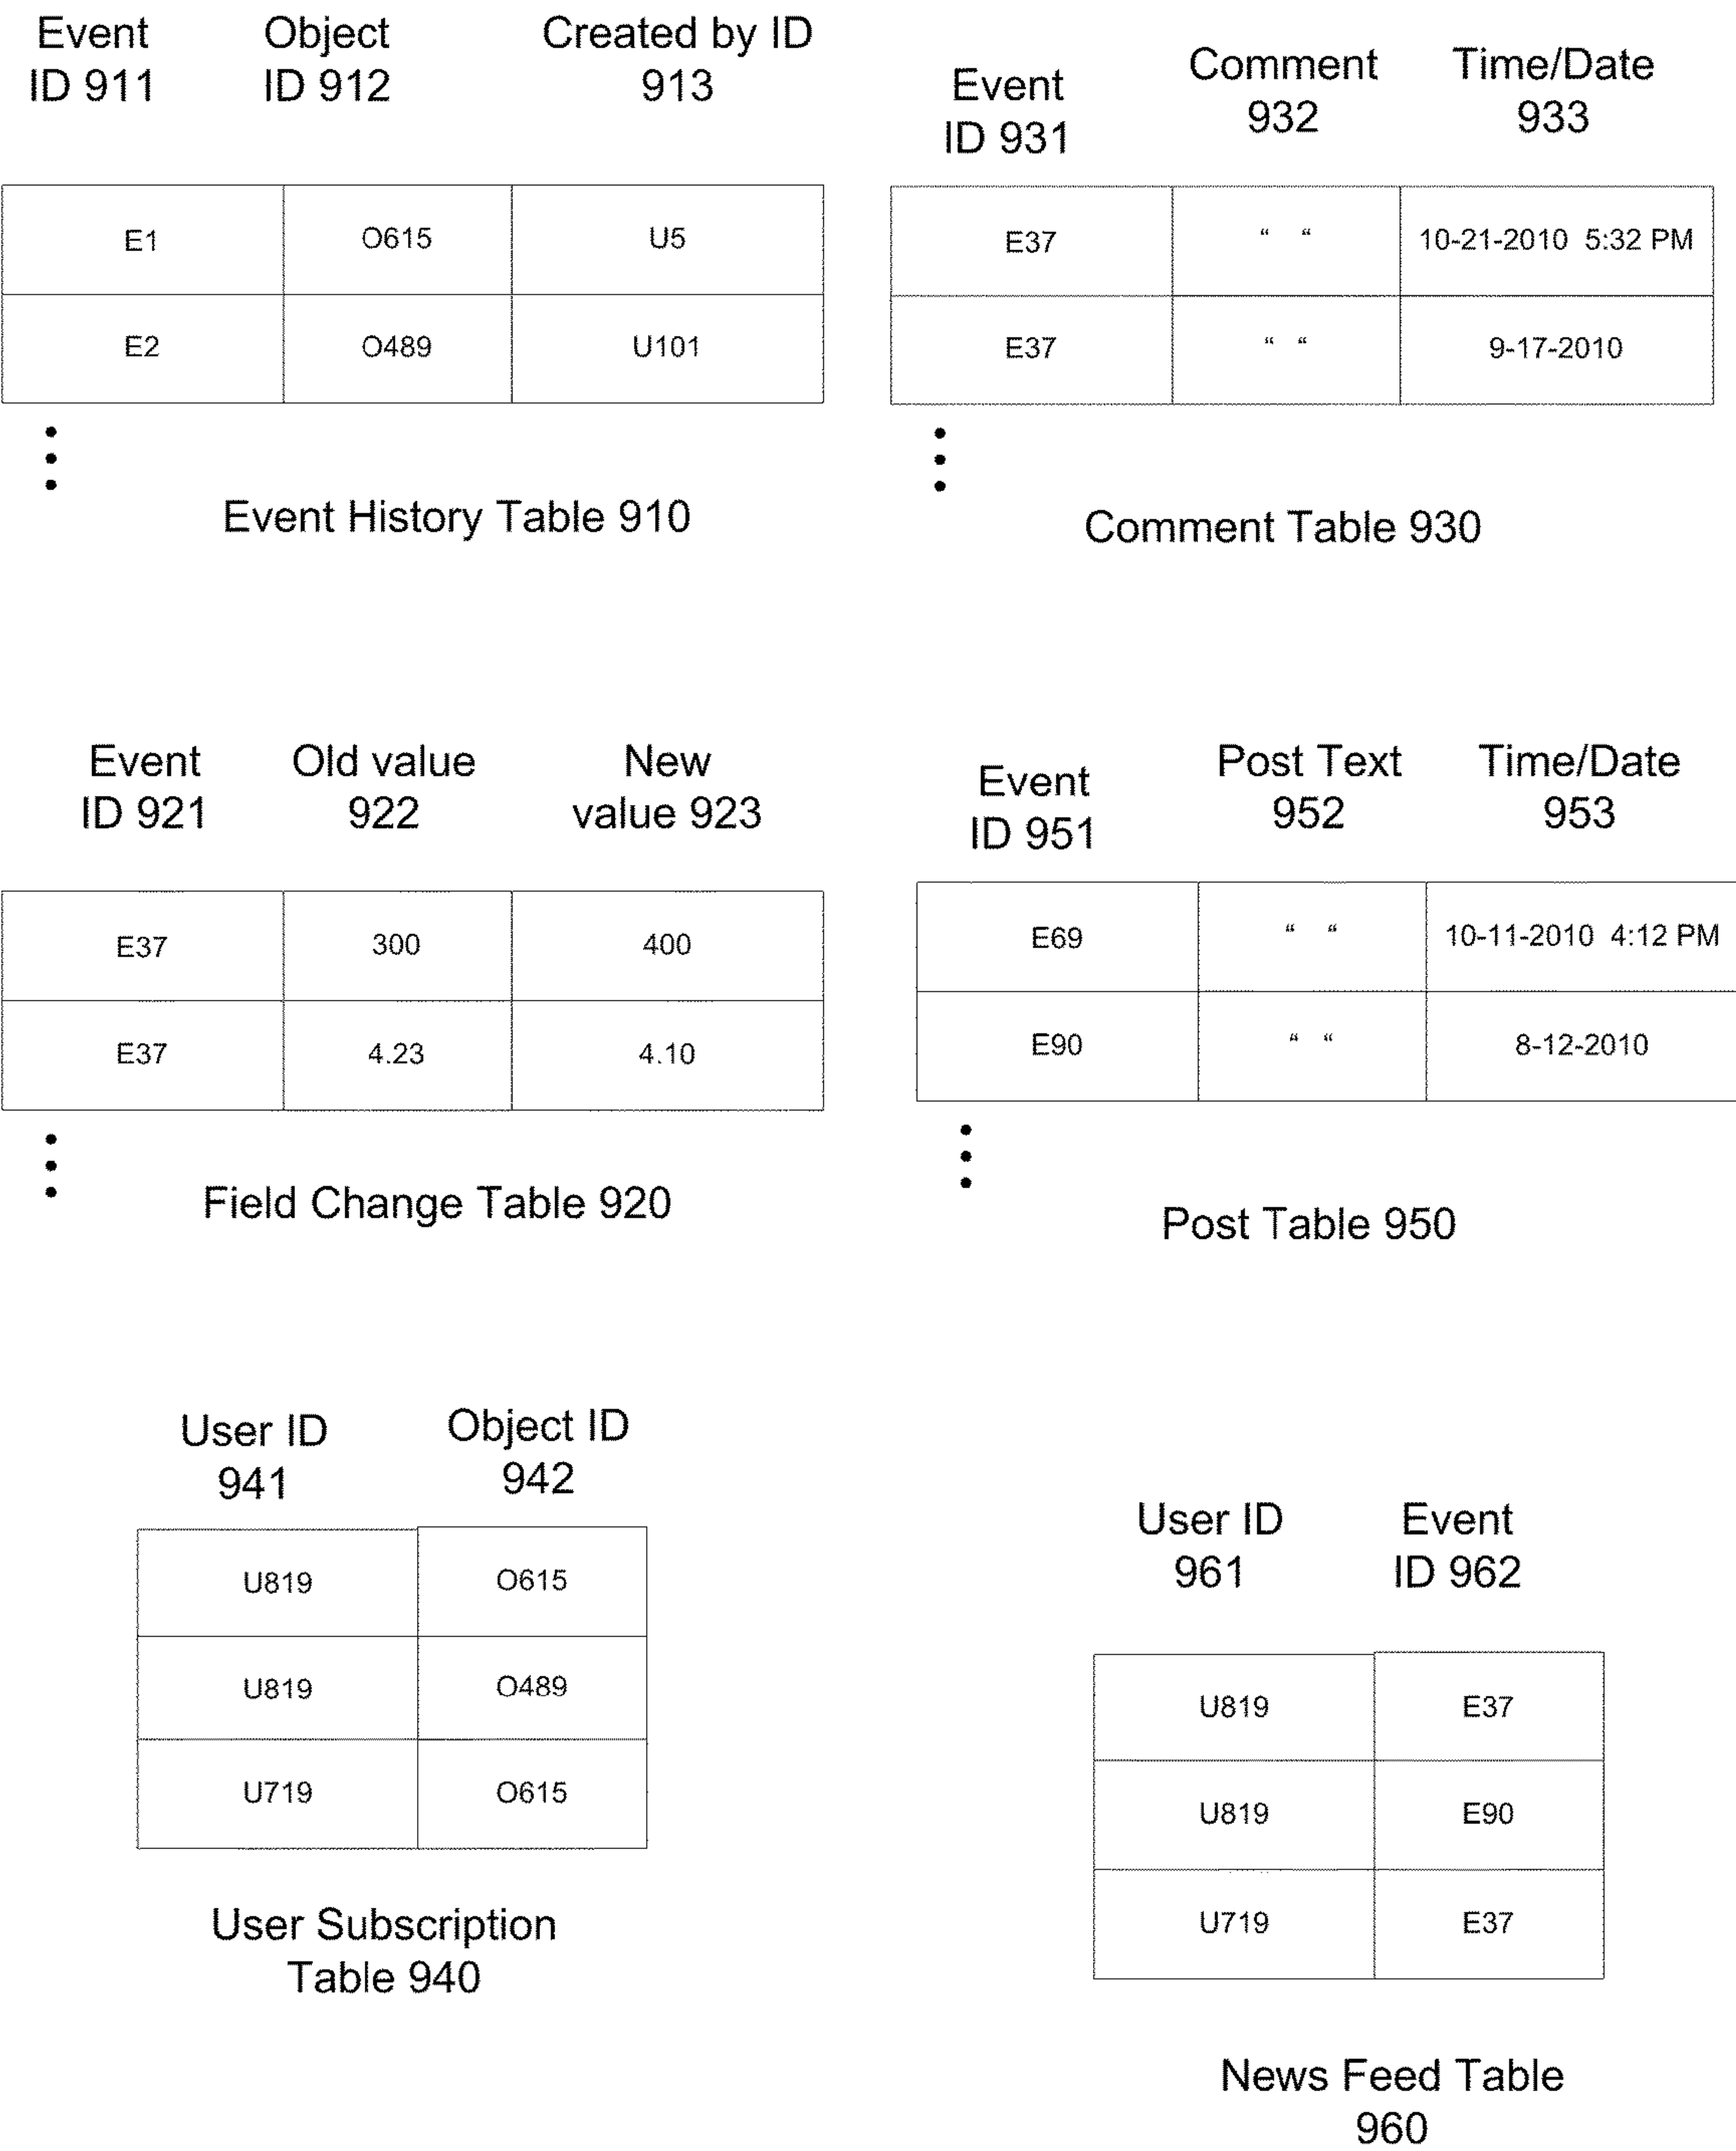 Event
ID 911
Object
ID 912
Created by ID
913
E1 O615 U5
E2 O489 U101
Event History Table 910
Event
ID 931
Comment
932
Time/Date
933
E37 “ “ 10-21-2010 5:32 PM
E37 “ “ 9-17-2010
Comment Table 930
Event
ID 921
Old value
922
New
value 923
E37 300 400
E37 4.23 4.10
Field Change Table 920
Event
ID 951
Post Text
952
Time/Date
953
E69 “ “ 10-11-2010 4:12 PM
E90 “ “ 8-12-2010
Post Table 950
User ID
941
Object ID
942
U819 O615
U819 O489
U719 O615
User Subscription
Table 940
User ID
961
Event
ID 962
U819 E37
U819 E90
U719 E37
News Feed Table
960